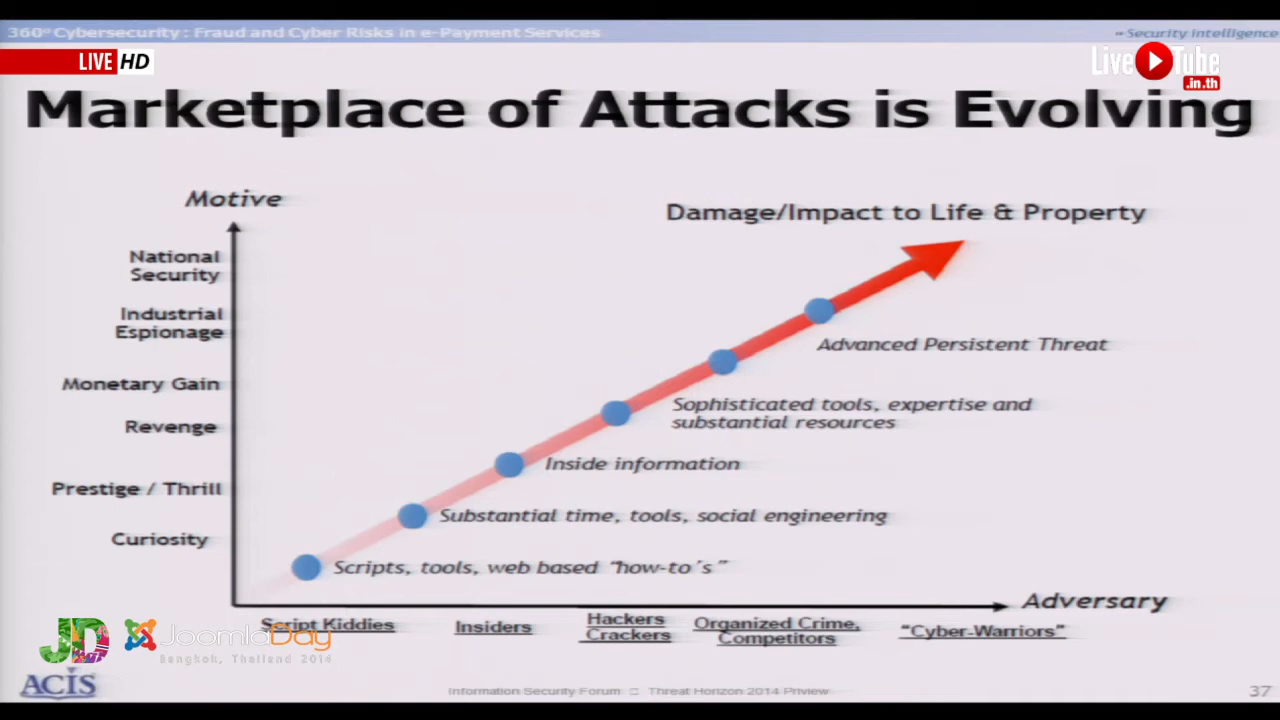 360° Cybersecurity : Fraud and Cyber Risks in e-Payment Services
Security Intelligence
LIVE HD
Live Tube
.in.th
Marketplace of Attacks is Evolving
Motive
Damage/Impact to Life & Property
National
Security
Industrial
Espionage
Advanced Persistent Threat
Monetary Gain
Sophisticated tools, expertise and
substantial resources
Revenge
Inside information
Prestige / Thrill
Substantial time, tools, social engineering
Curiosity
Scripts, tools, web based "how-to's"
Adversary
Script Kiddies
Insiders
Hackers
Crackers
Organized Crime,
Competitors
"Cyber-Warriors"
JD
JoomlaDay
Bangkok, Thailand 2014
ACIS
Information Security Forum □ Threat Horizon 2014 Priview
37